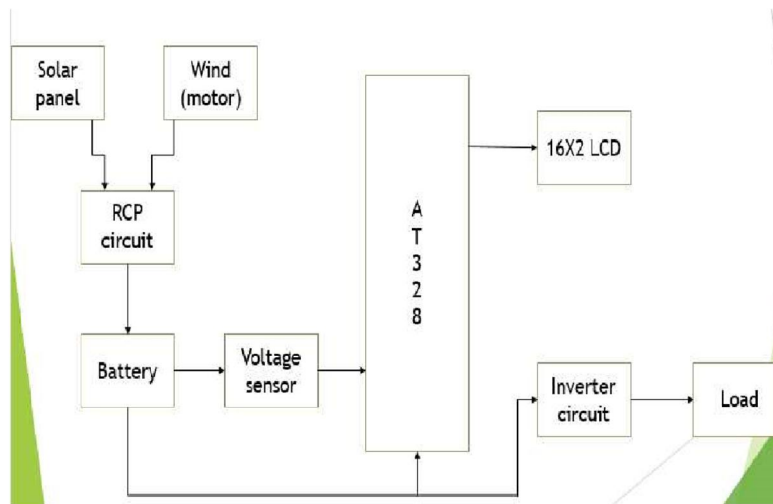 Solar
panel
Wind
(motor)
RCP
circuit
A
T
3
2
8
16X2 LCD
Battery
Voltage
sensor
Inverter
circuit
Load